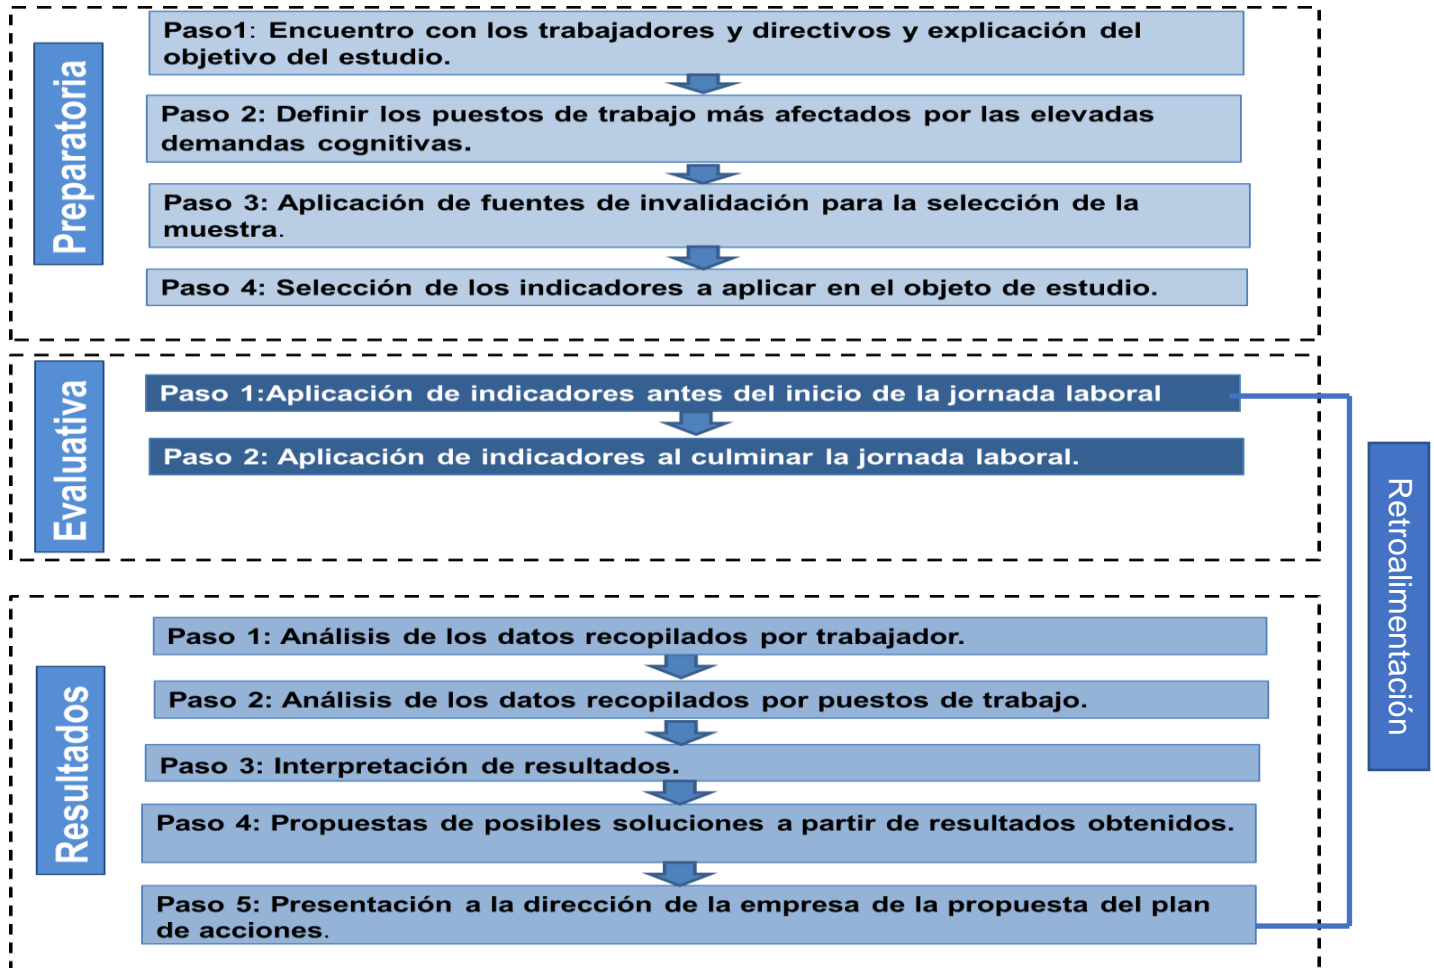 Preparatoria
Paso1: Encuentro con los trabajadores y directivos y explicación del
objetivo del estudio.
Paso 2: Definir los puestos de trabajo más afectados por las elevadas
demandas cognitivas.
Paso 3: Aplicación de fuentes de invalidación para la selección de la
muestra.
Paso 4: Selección de los indicadores a aplicar en el objeto de estudio.
Evaluativa
Paso 1:Aplicación de indicadores antes del inicio de la jornada laboral
Paso 2: Aplicación de indicadores al culminar la jornada laboral.
Resultados
Paso 1: Análisis de los datos recopilados por trabajador.
Paso 2: Análisis de los datos recopilados por puestos de trabajo.
Paso 3: Interpretación de resultados.
Paso 4: Propuestas de posibles soluciones a partir de resultados obtenidos.
Paso 5: Presentación a la dirección de la empresa de la propuesta del plan
de acciones.
Retroalimentación